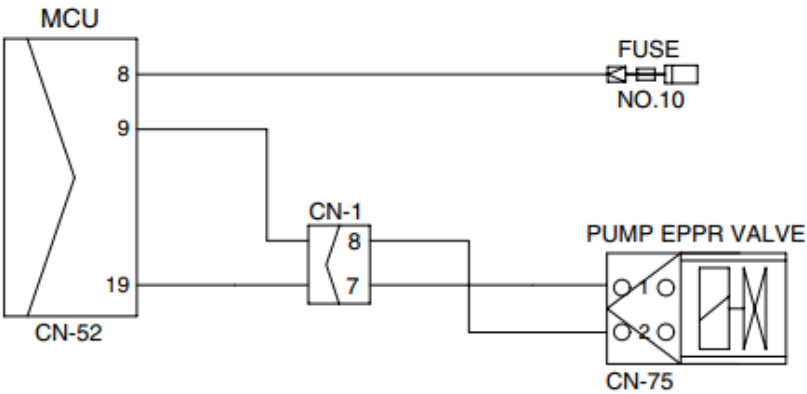 MCU
8
FUSE
NO.10
9
CN-1
8
PUMP EPPR VALVE
19
7
1
2
CN-52
CN-75